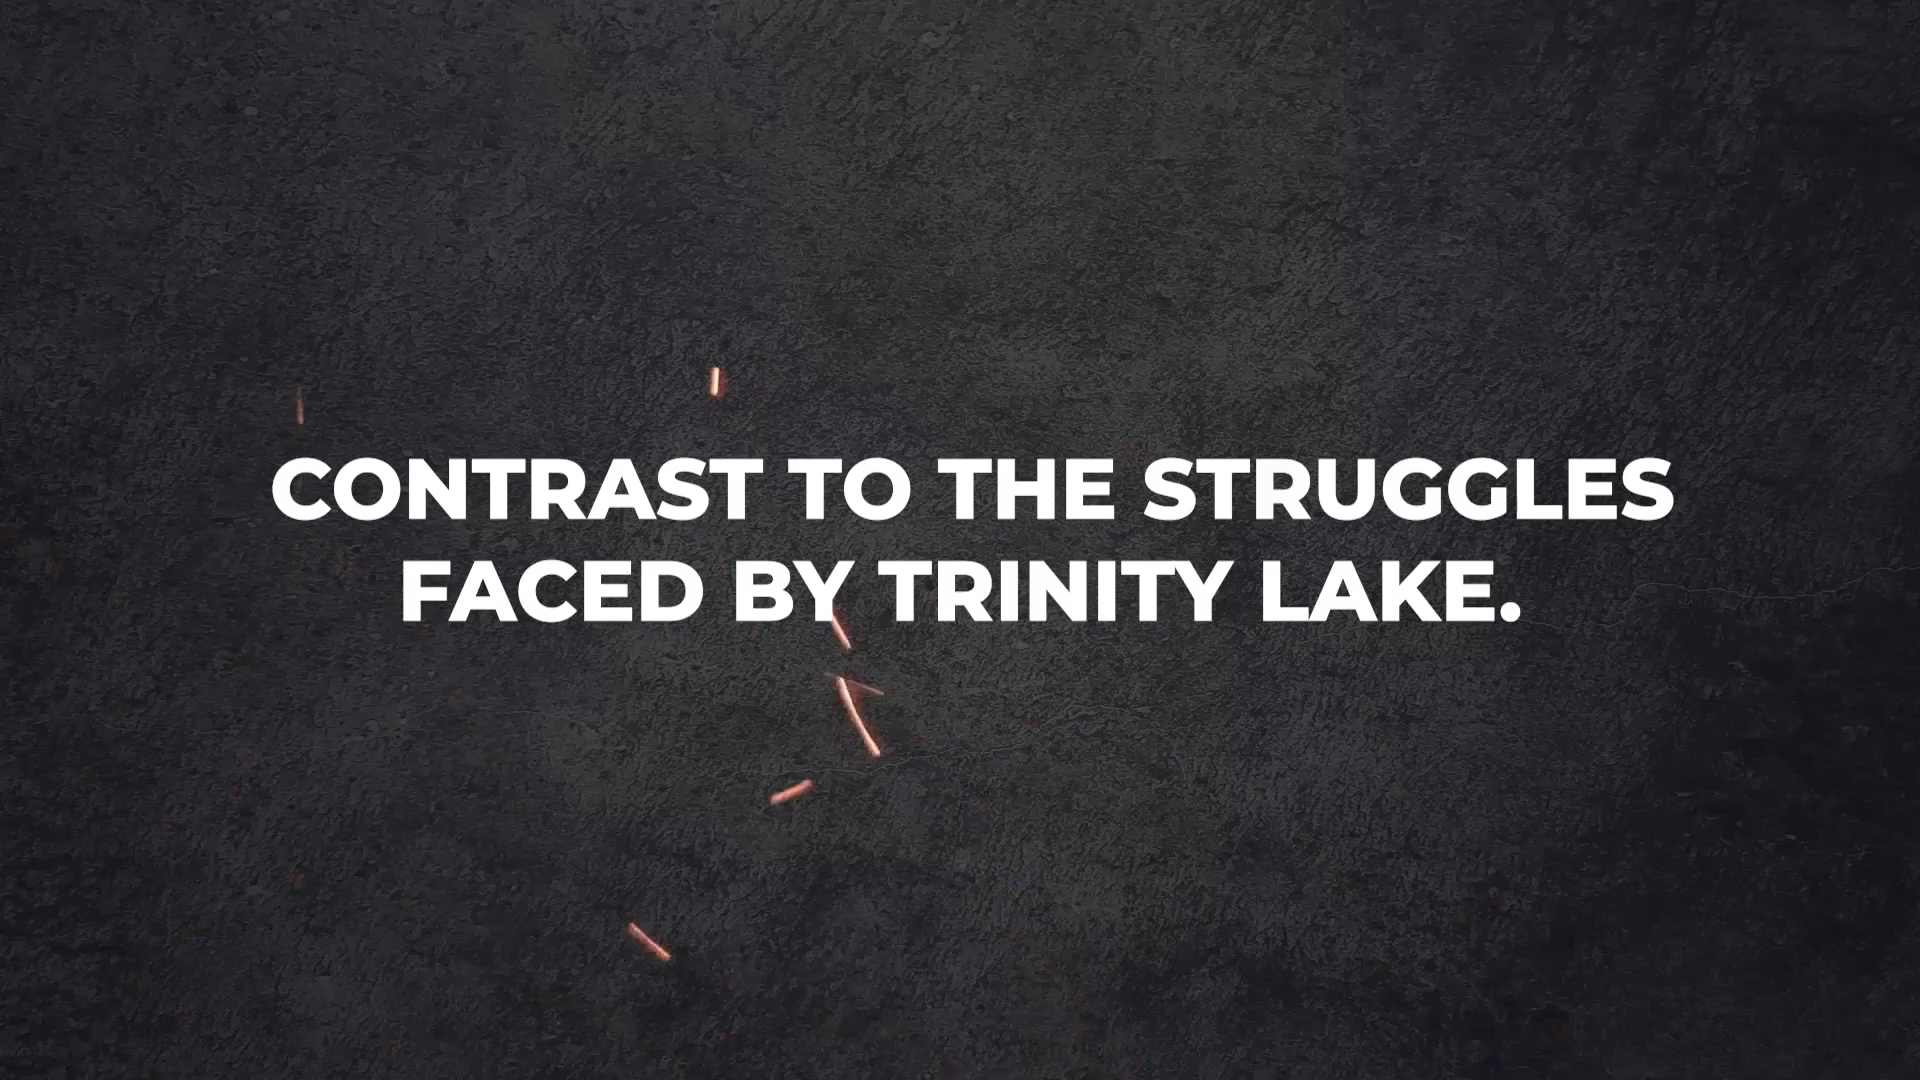 CONTRAST TO THE STRUGGLES
FACED BY TRINITY LAKE.